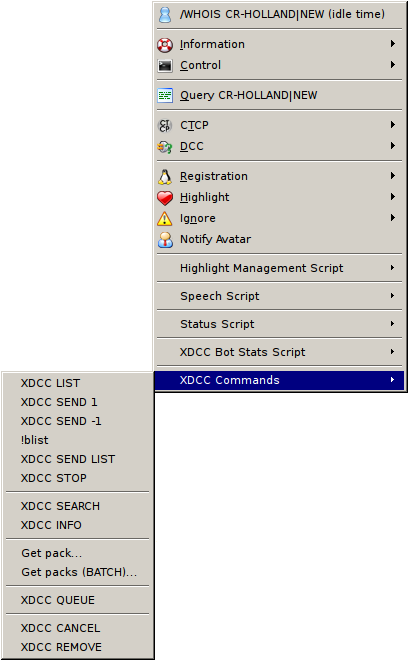 /WHOIS CR-HOLLAND|NEW (idle time)
Information
Control
Query CR-HOLLAND|NEW
CTCP
DCC
Registration
Highlight
Ignore
Notify Avatar
Highlight Management Script
Speech Script
Status Script
XDCC Bot Stats Script
XDCC Commands
XDCC LIST
XDCC SEND 1
XDCC SEND -1
!blist
XDCC SEND LIST
XDCC STOP
XDCC SEARCH
XDCC INFO
Get pack...
Get packs (BATCH)...
XDCC QUEUE
XDCC CANCEL
XDCC REMOVE